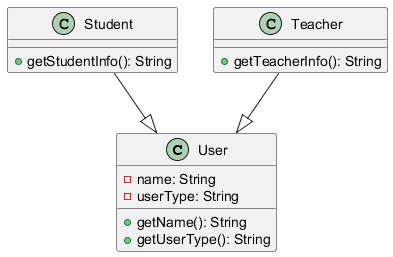 C Student
getStudentInfo(): String
C Teacher
getTeacherInfo(): String
C User
name: String
userType: String
getName(): String
getUserType(): String